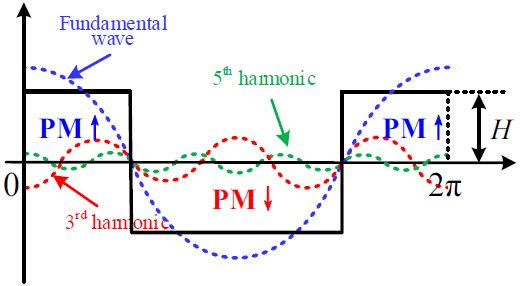 Fundamental
wave
5th harmonic
PM ↑
PM ↑
H
0
PM ↓
2π
3rd harmonic